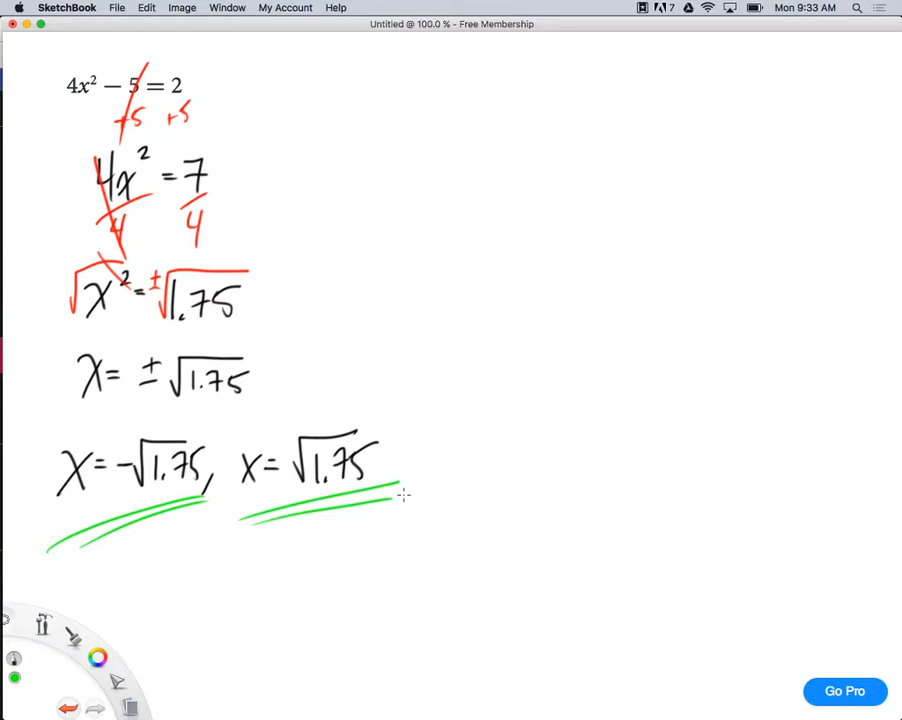 SketchBook File Edit Image Window My Account Help 7 Mon 9:33 AM
Untitled @ 100.0 % - Free Membership
4x² − 5 = 2
+5 +5
4x² = 7
4 4
√x² = ±√1.75
x = ±√1.75
x = -√1.75, x = √1.75
Go Pro